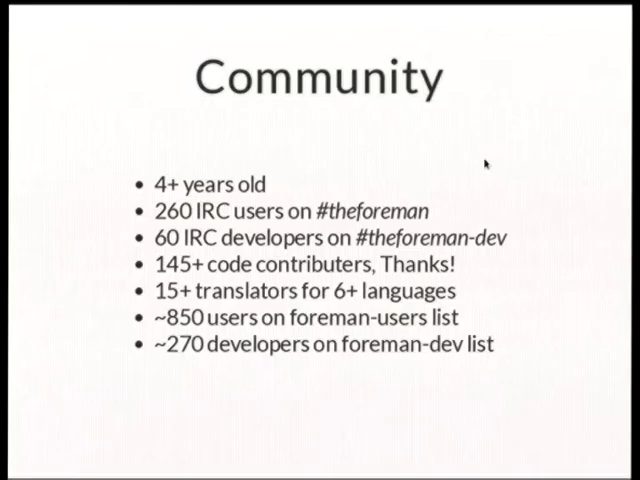 Community
• 4+ years old
• 260 IRC users on #theforeman
• 60 IRC developers on #theforeman-dev
• 145+ code contributers, Thanks!
• 15+ translators for 6+ languages
• ~850 users on foreman-users list
• ~270 developers on foreman-dev list